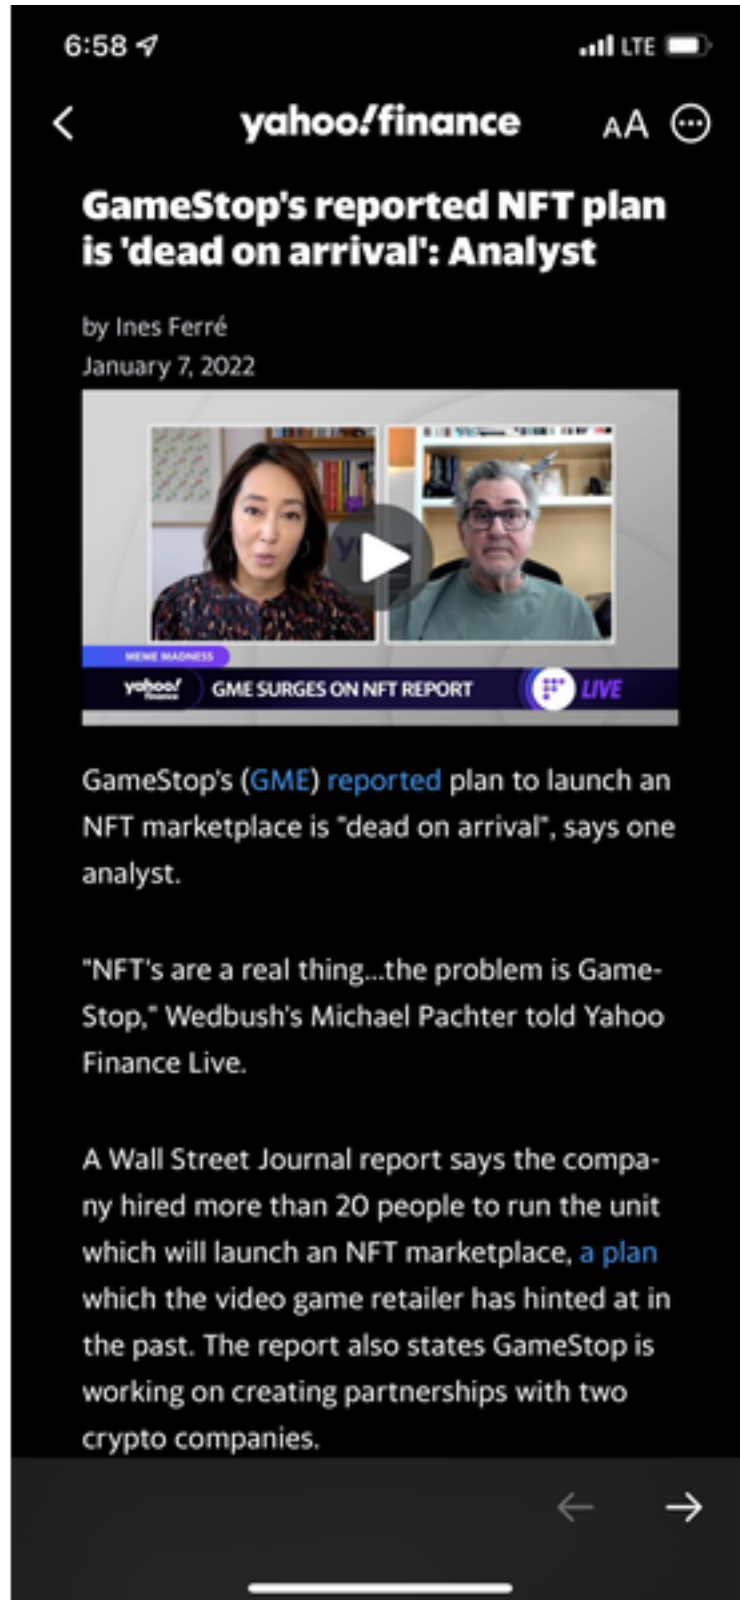 6:58
LTE
yahoo!finance
AA
GameStop's reported NFT plan
is 'dead on arrival': Analyst
by Ines Ferré
January 7, 2022
MEME MADNESS
yahoo!
finance
GME SURGES ON NFT REPORT
LIVE
GameStop's (GME) reported plan to launch an
NFT marketplace is "dead on arrival", says one
analyst.
"NFT's are a real thing...the problem is Game-
Stop," Wedbush's Michael Pachter told Yahoo
Finance Live.
A Wall Street Journal report says the compa-
ny hired more than 20 people to run the unit
which will launch an NFT marketplace, a plan
which the video game retailer has hinted at in
the past. The report also states GameStop is
working on creating partnerships with two
crypto companies.